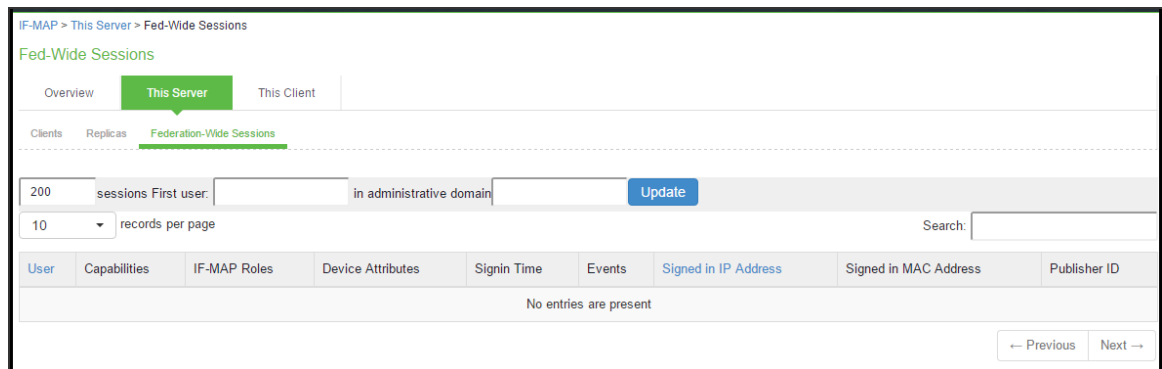 IF-MAP > This Server > Fed-Wide Sessions
Fed-Wide Sessions
Overview This Server This Client
Clients Replicas Federation-Wide Sessions
200 sessions First user: in administrative domain Update
10 records per page Search:
User Capabilities IF-MAP Roles Device Attributes Signin Time Events Signed in IP Address Signed in MAC Address Publisher ID
No entries are present
← Previous Next →